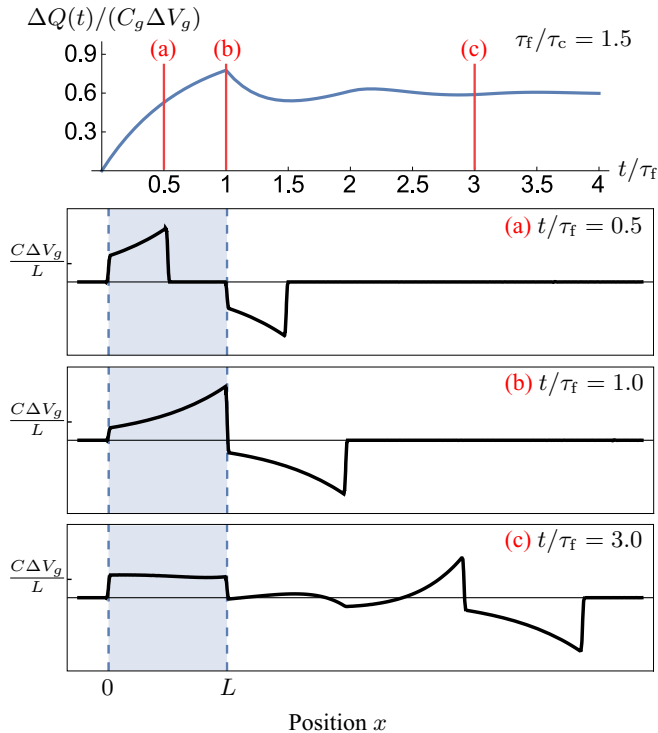 ΔQ(t)/(C_gΔV_g)
τ_f/τ_c = 1.5
0.9
0.6
0.3
(a)
(b)
(c)
0.5
1
1.5
2
2.5
3
3.5
4
t/τ_f
(a) t/τ_f = 0.5
CΔV_g
L
(b) t/τ_f = 1.0
CΔV_g
L
(c) t/τ_f = 3.0
CΔV_g
L
0
L
Position x